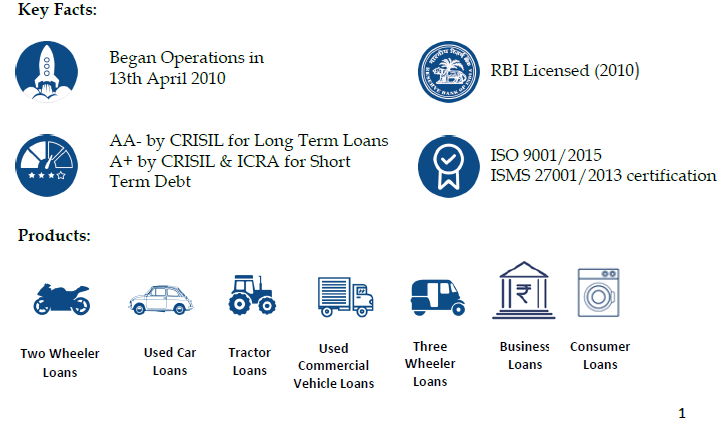 Key Facts:
Began Operations in
13th April 2010
RBI Licensed (2010)
AA- by CRISIL for Long Term Loans
A+ by CRISIL & ICRA for Short
Term Debt
ISO 9001/2015
ISMS 27001/2013 certification
Products:
Two Wheeler
Loans
Used Car
Loans
Tractor
Loans
Used
Commercial
Vehicle Loans
Three
Wheeler
Loans
Business
Loans
Consumer
Loans
1